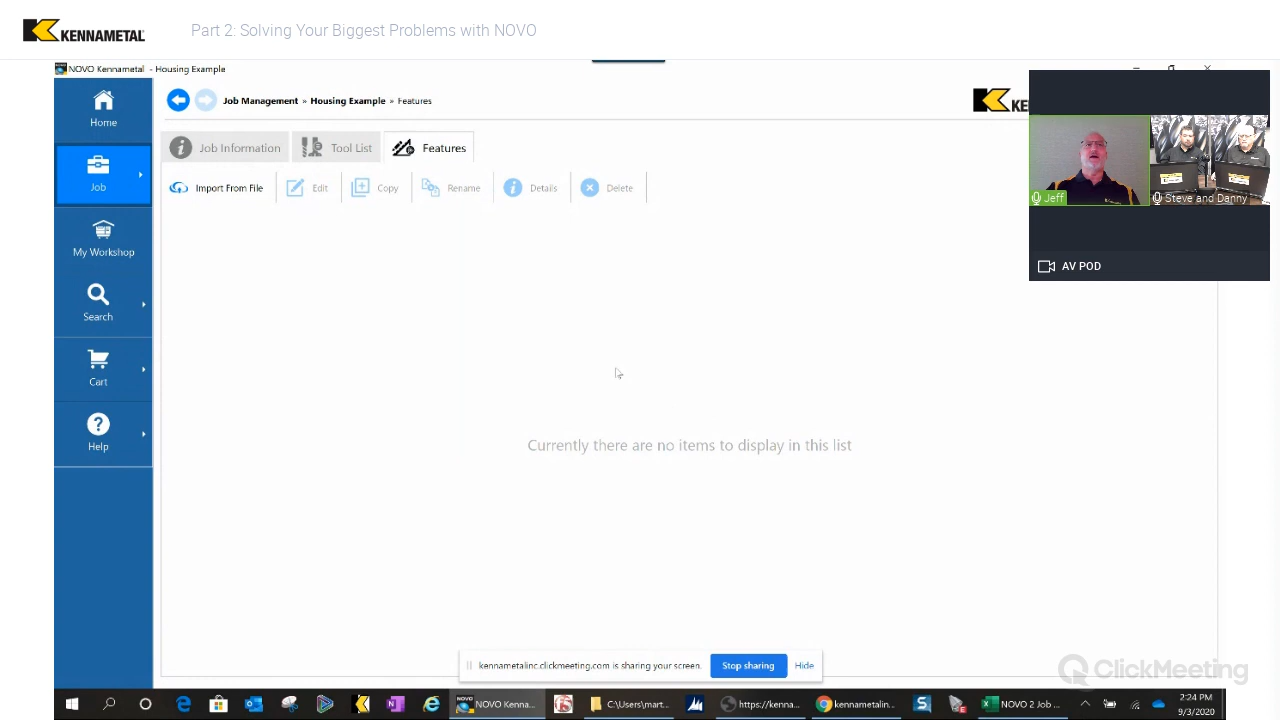 KENNAMETAL
Part 2: Solving Your Biggest Problems with NOVO
NOVO Kennametal - Housing Example
Home
Job
My Workshop
Search
Cart
Help
Job Management » Housing Example » Features
KE
Job Information
Tool List
Features
Import From File
Edit
Copy
Rename
Details
Delete
Jeff
Steve and Danny
AV POD
Currently there are no items to display in this list
kennametalinc.clickmeeting.com is sharing your screen.
Stop sharing
Hide
ClickMeeting
NOVO Kenna...
C:\Users\mart...
https://kenna...
kennametalin...
NOVO 2 Job ...
2:24 PM
9/3/2020